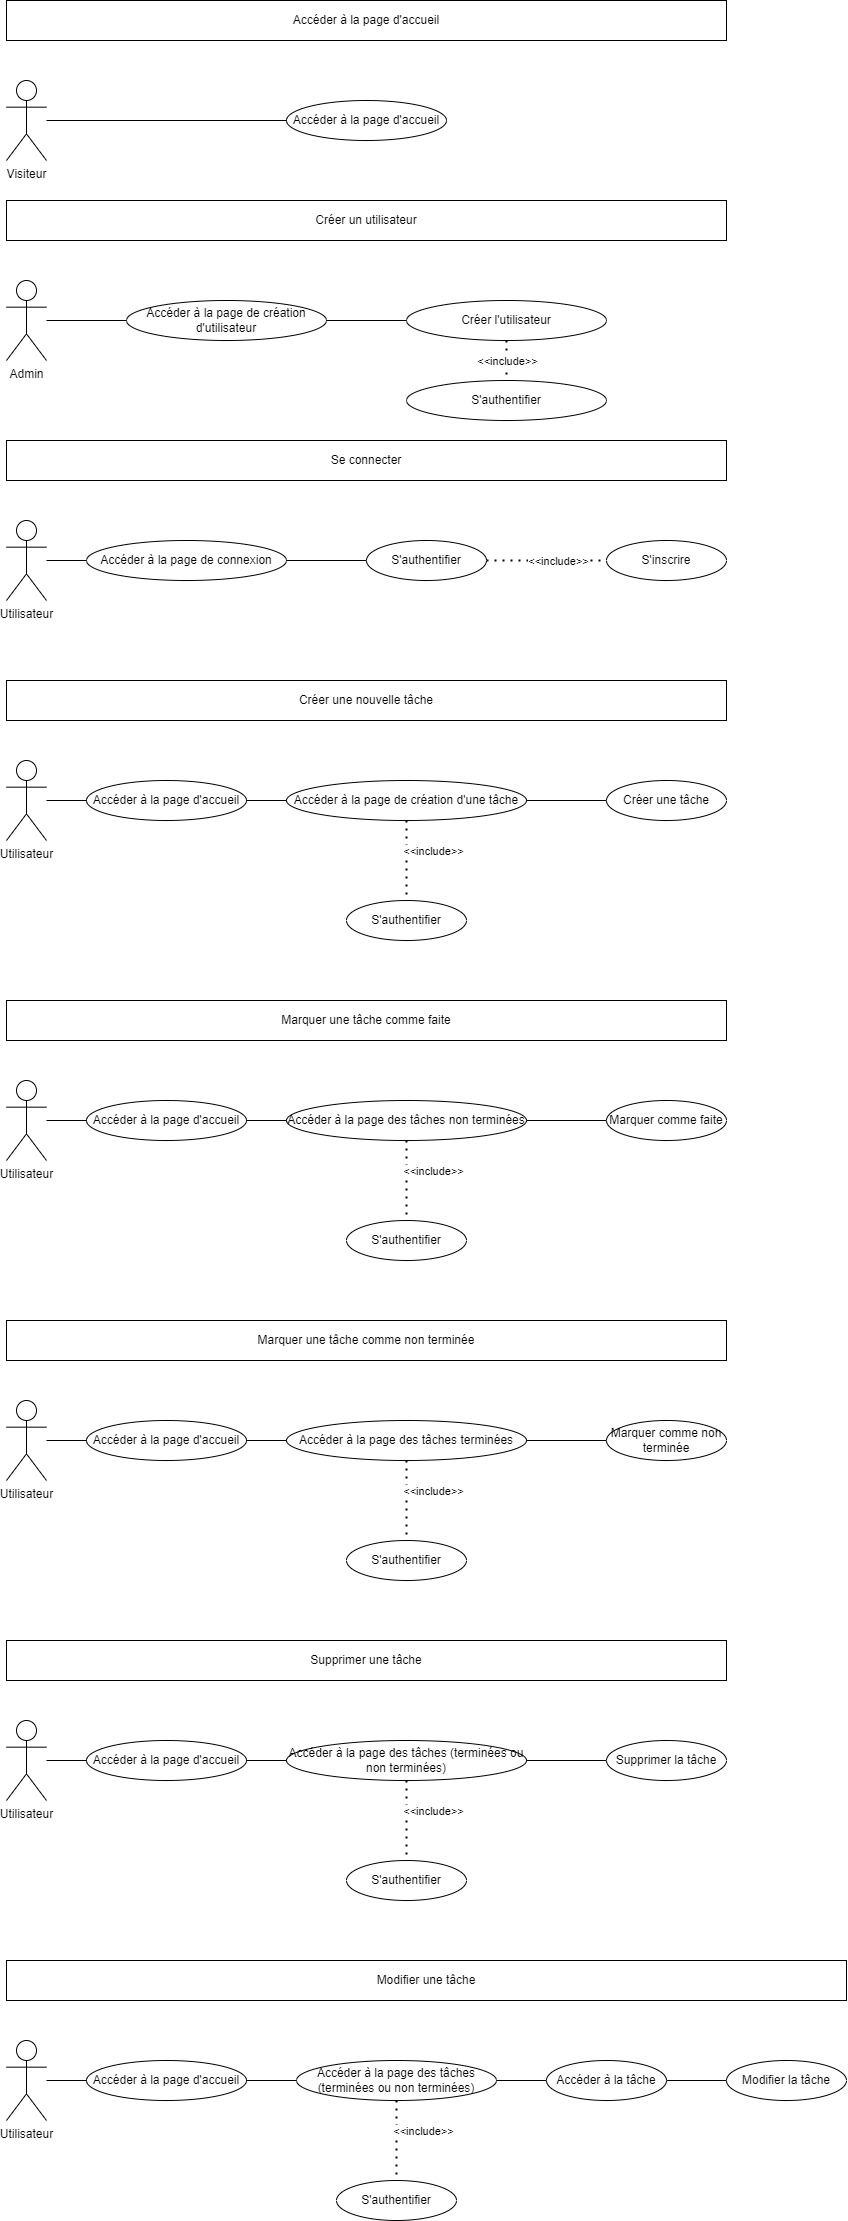 Accéder à la page d'accueil
Accéder à la page d'accueil
Visiteur
Créer un utilisateur
Accéder à la page de création
d'utilisateur
Créer l'utilisateur
<<include>>
Admin
S'authentifier
Se connecter
Accéder à la page de connexion
S'authentifier
<<include>>
S'inscrire
Utilisateur
Créer une nouvelle tâche
Accéder à la page d'accueil
Accéder à la page de création d'une tâche
Créer une tâche
Utilisateur
<<include>>
S'authentifier
Marquer une tâche comme faite
Accéder à la page d'accueil
Accéder à la page des tâches non terminées
Marquer comme faite
Utilisateur
<<include>>
S'authentifier
Marquer une tâche comme non terminée
Accéder à la page d'accueil
Accéder à la page des tâches terminées
Marquer comme non
terminée
Utilisateur
<<include>>
S'authentifier
Supprimer une tâche
Accéder à la page d'accueil
Accéder à la page des tâches (terminées ou
non terminées)
Supprimer la tâche
Utilisateur
<<include>>
S'authentifier
Modifier une tâche
Accéder à la page d'accueil
Accéder à la page des tâches
(terminées ou non terminées)
Accéder à la tâche
Modifier la tâche
Utilisateur
<<include>>
S'authentifier